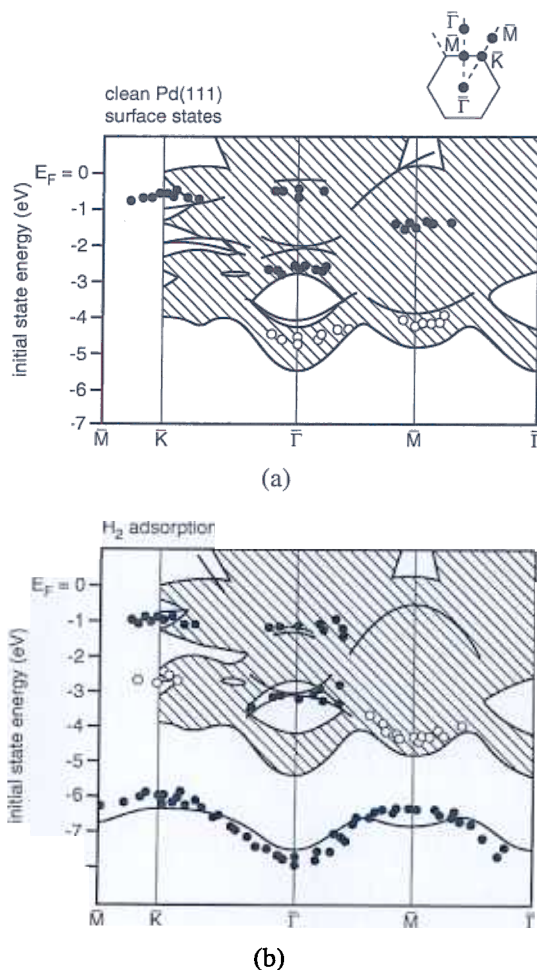 Γ̄
M̄
M̄
K̄
Γ̄
clean Pd(111)
surface states
E_F = 0
-1
-2
-3
-4
-5
-6
-7
initial state energy (eV)
M̄ K̄ Γ̄ M̄ Γ̄
(a)
H₂ adsorption
E_F = 0
-1
-2
-3
-4
-5
-6
-7
initial state energy (eV)
M̄ K̄ Γ̄ M̄ Γ̄
(b)